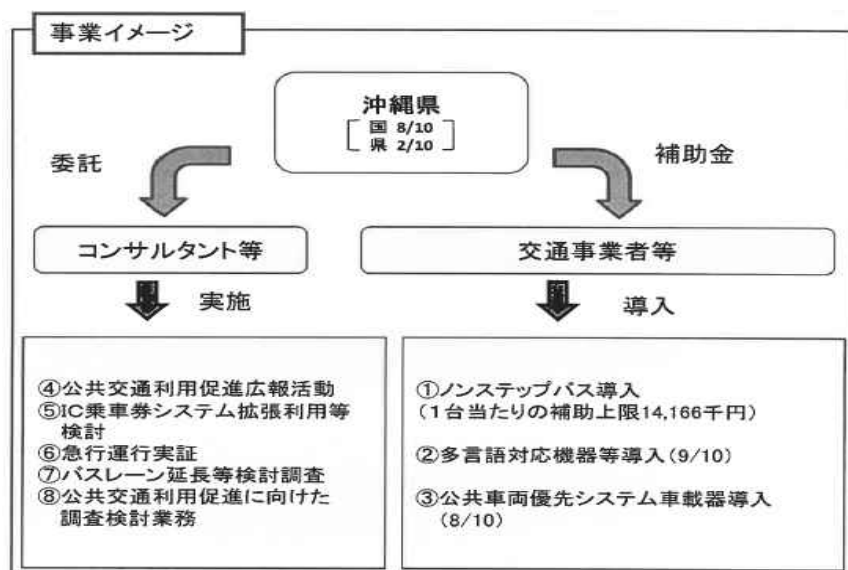 事業イメージ
沖縄県
国 8/10
県 2/10
委託
補助金
コンサルタント等
交通事業者等
実施
導入
④公共交通利用促進広報活動
⑤IC乗車券システム拡張利用等
検討
⑥急行運行実証
⑦バスレーン延長等検討調査
⑧公共交通利用促進に向けた
調査検討業務
①ノンステップバス導入
(1台当たりの補助上限14,166千円)
②多言語対応機器等導入(9/10)
③公共車両優先システム車載器導入
(8/10)